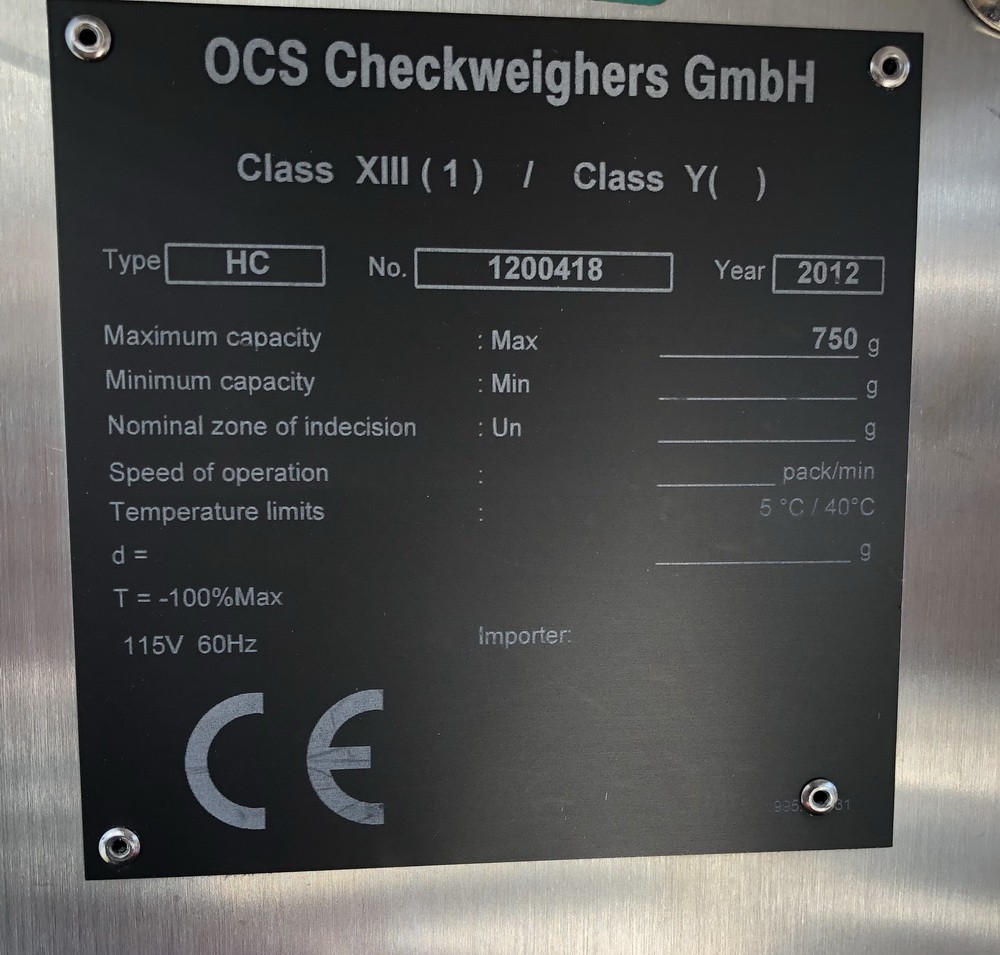 OCS Checkweighers GmbH
Class XIII ( 1 ) / Class Y( )
Type HC No. 1200418 Year 2012
Maximum capacity : Max 750 g
Minimum capacity : Min g
Nominal zone of indecision : Un g
Speed of operation : pack/min
Temperature limits : 5 °C / 40°C
d = g
T = -100%Max
115V 60Hz Importer:
CE